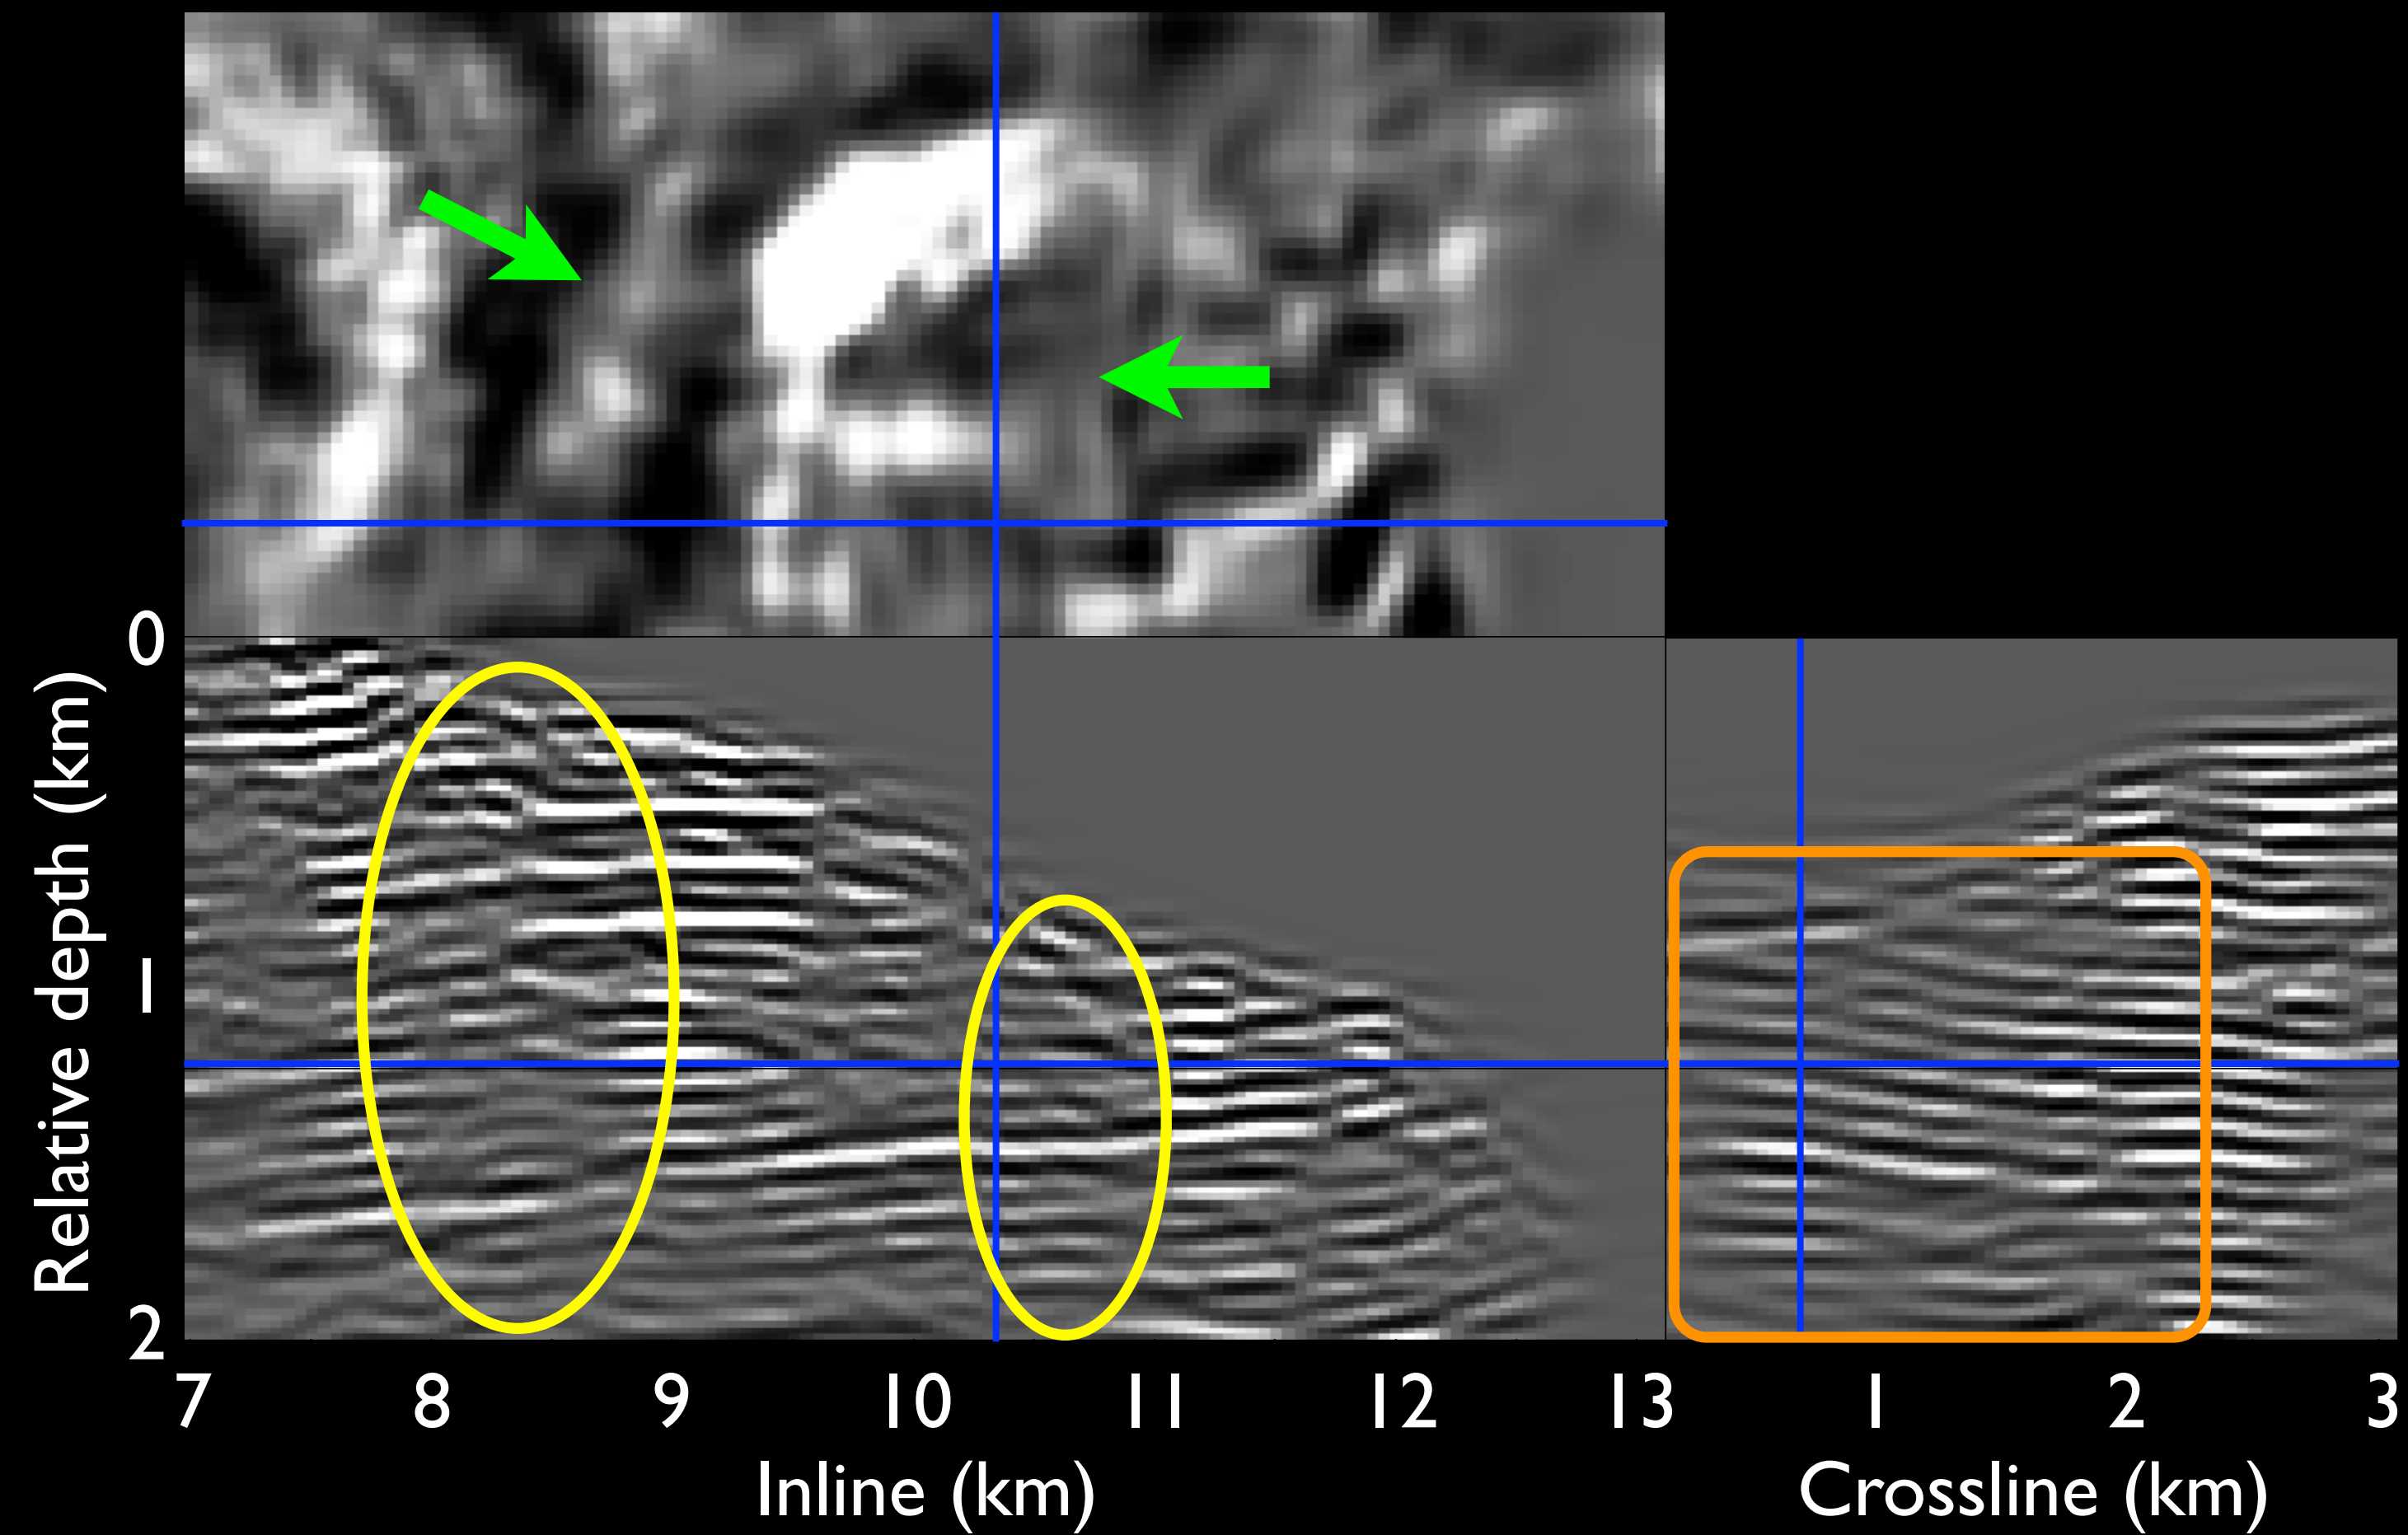 0
1
2
Relative depth (km)
7 8 9 10 11 12 13 1 2 3
Inline (km) Crossline (km)